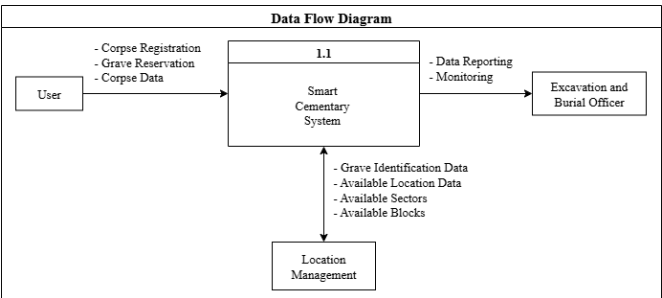 Data Flow Diagram
- Corpse Registration
- Grave Reservation
- Corpse Data
User
1.1
Smart
Cementary
System
- Data Reporting
- Monitoring
Excavation and
Burial Officer
- Grave Identification Data
- Available Location Data
- Available Sectors
- Available Blocks
Location
Management